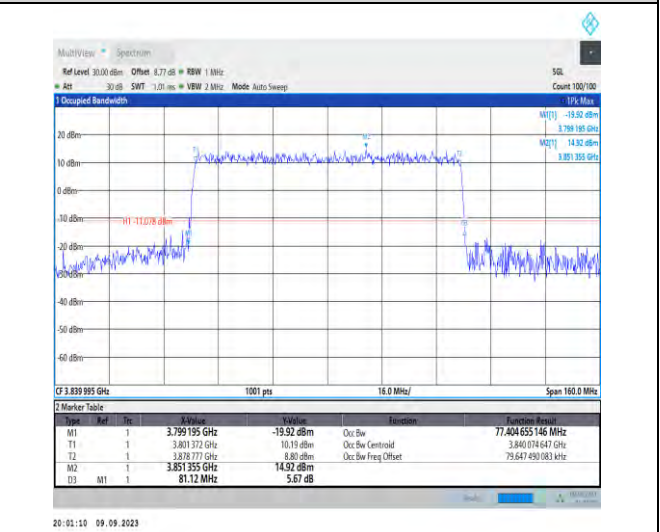 MultiView Spectrum
Ref Level 30.00 dBm Offset 8.77 dB RBW 1 MHz SGL
Att 30 dB SWT 1.01 ms VBW 2 MHz Mode Auto Sweep Count 100/100
1 Occupied Bandwidth 1Pk Max
M1[1] -19.92 dBm
3.799 195 GHz
M2[1] 14.92 dBm
3.851 355 GHz
20 dBm
M2
T1
T2
10 dBm
0 dBm
-10 dBm
H1 -11.078 dBm
D3
M1
-20 dBm
-30 dBm
-40 dBm
-50 dBm
-60 dBm
CF 3.839 995 GHz 1001 pts 16.0 MHz/ Span 160.0 MHz
2 Marker Table
Type Ref Trc X-Value Y-Value Function Function Result
M1 1 3.799 195 GHz -19.92 dBm Occ Bw 77.404 655 146 MHz
T1 1 3.801 372 GHz 10.19 dBm Occ Bw Centroid 3.840 074 647 GHz
T2 1 3.878 777 GHz 8.80 dBm Occ Bw Freq Offset 79.647 490 083 kHz
M2 1 3.851 355 GHz 14.92 dBm
D3 M1 1 81.12 MHz 5.67 dB
20:01:10 09.09.2023